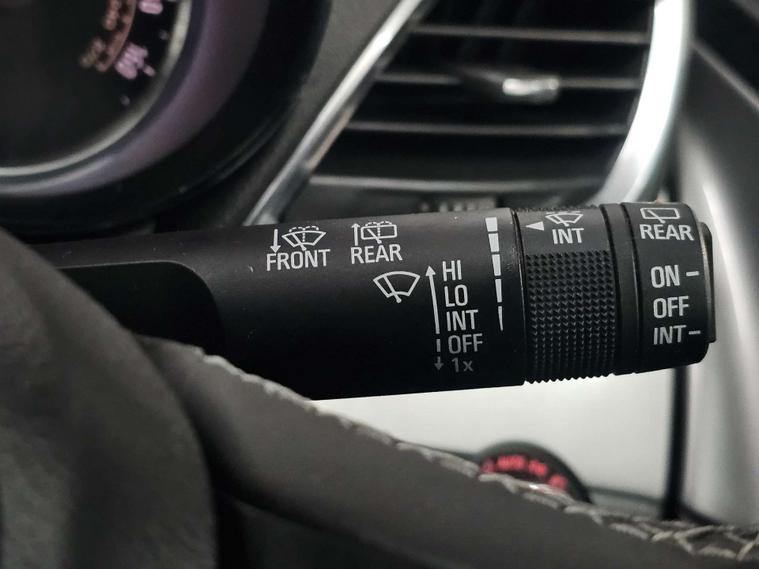 FRONT
REAR
HI
LO
INT
OFF
1x
INT
REAR
ON
OFF
INT